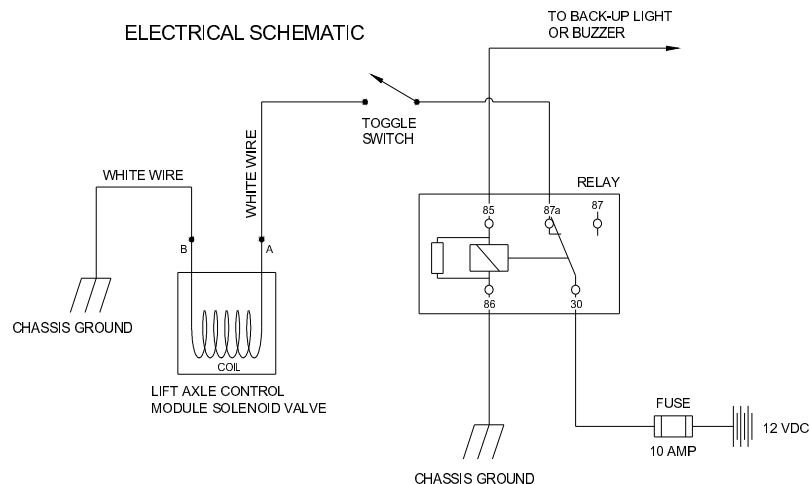 ELECTRICAL SCHEMATIC
TO BACK-UP LIGHT
OR BUZZER
TOGGLE
SWITCH
WHITE WIRE
WHITE WIRE
RELAY
85
87a
87
B
A
86
30
CHASSIS GROUND
COIL
LIFT AXLE CONTROL
MODULE SOLENOID VALVE
FUSE
10 AMP
12 VDC
CHASSIS GROUND